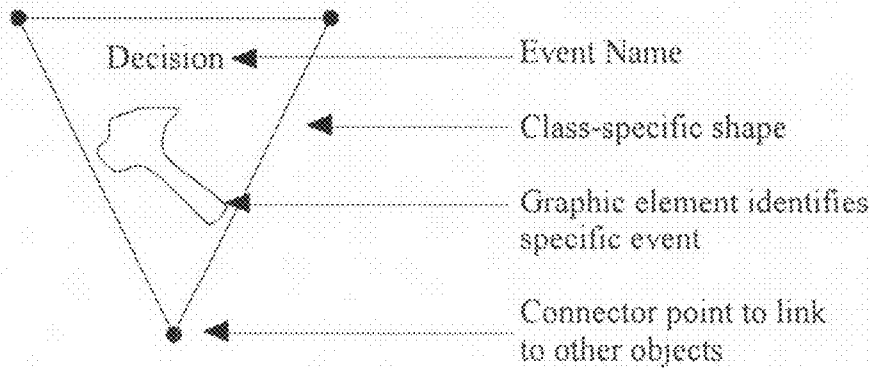 Decision
Event Name
Class-specific shape
Graphic element identifies
specific event
Connector point to link
to other objects